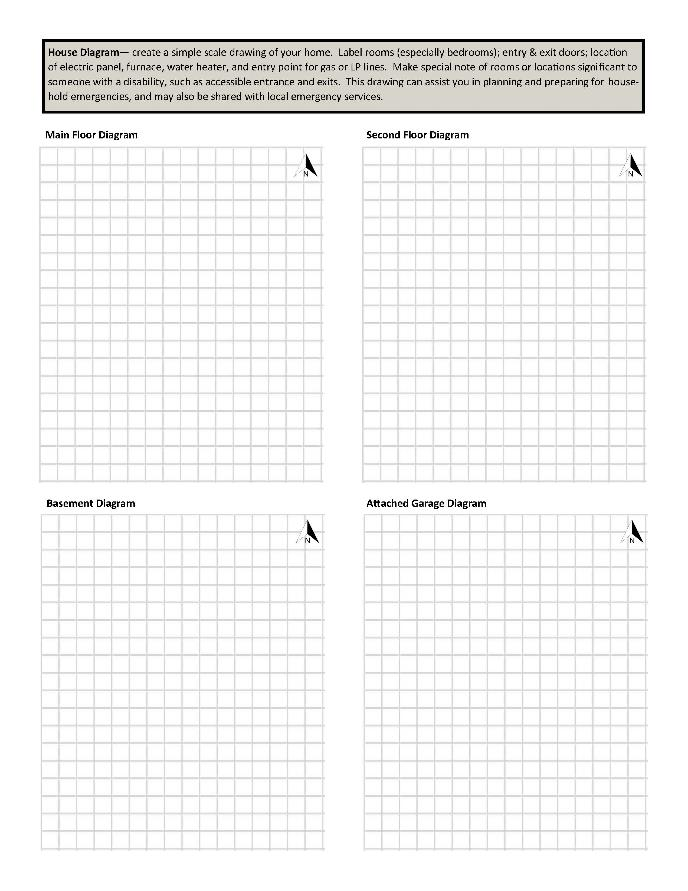 House Diagram— create a simple scale drawing of your home.  Label rooms (especially bedrooms); entry & exit doors; location
of electric panel, furnace, water heater, and entry point for gas or LP lines.  Make special note of rooms or locations significant to
someone with a disability, such as accessible entrance and exits.  This drawing can assist you in planning and preparing for house-
hold emergencies, and may also be shared with local emergency services.
Main Floor Diagram
N
Second Floor Diagram
N
Basement Diagram
N
Attached Garage Diagram
N